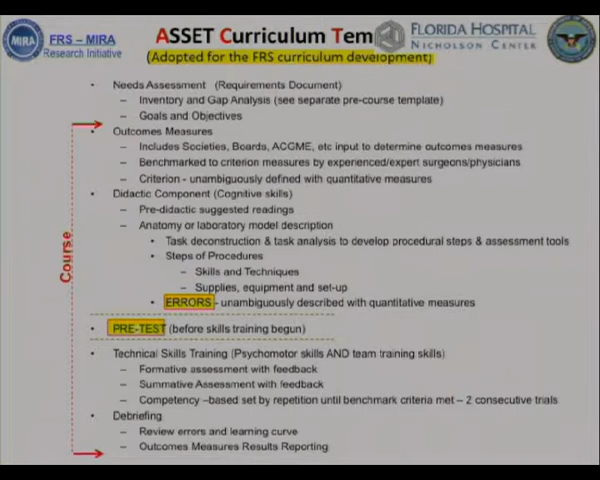 MIRA
FRS – MIRA
Research Initiative
ASSET Curriculum Tem
(Adopted for the FRS curriculum development)
FLORIDA HOSPITAL
NICHOLSON CENTER
• Needs Assessment (Requirements Document)
– Inventory and Gap Analysis (see separate pre-course template)
– Goals and Objectives
• Outcomes Measures
– Includes Societies, Boards, ACGME, etc input to determine outcomes measures
– Benchmarked to criterion measures by experienced/expert surgeons/physicians
– Criterion - unambiguously defined with quantitative measures
• Didactic Component (Cognitive skills)
– Pre-didactic suggested readings
– Anatomy or laboratory model description
• Task deconstruction & task analysis to develop procedural steps & assessment tools
• Steps of Procedures
– Skills and Techniques
– Supplies, equipment and set-up
• ERRORS - unambiguously described with quantitative measures
• PRE-TEST (before skills training begun)
• Technical Skills Training (Psychomotor skills AND team training skills)
– Formative assessment with feedback
– Summative Assessment with feedback
– Competency –based set by repetition until benchmark criteria met – 2 consecutive trials
• Debriefing
– Review errors and learning curve
– Outcomes Measures Results Reporting
Course